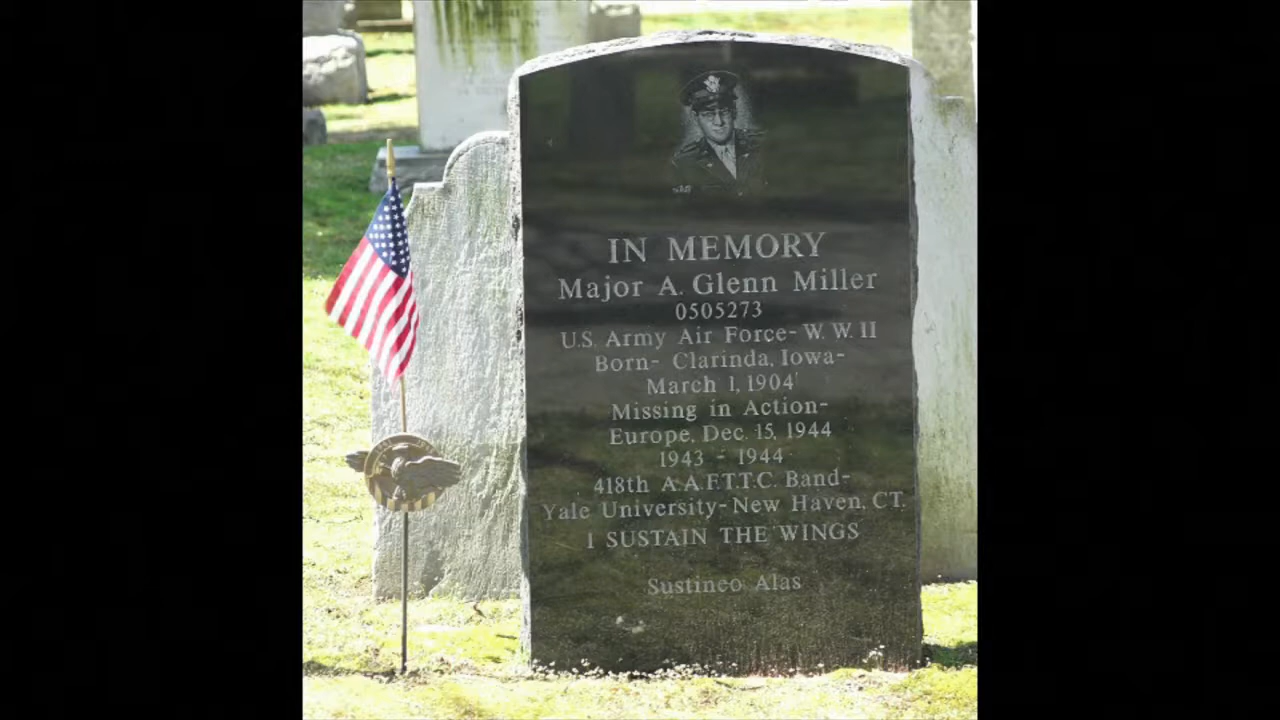 IN MEMORY
Major A. Glenn Miller
0505273
U.S. Army Air Force- W. W. II
Born- Clarinda, Iowa-
March 1, 1904
Missing in Action-
Europe, Dec. 15, 1944
1943 - 1944
418th A.A.F.T.T.C. Band-
Yale University- New Haven, CT.
I SUSTAIN THE WINGS
Sustineo Alas